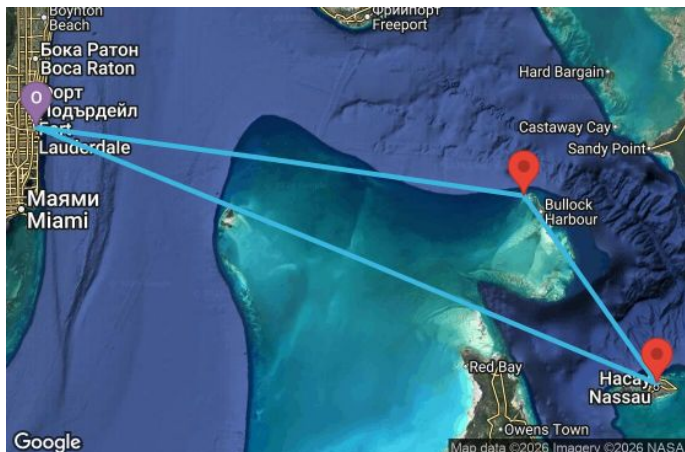 Boynton
Beach
Фрийпорт
Freeport
Бока Ратон
Boca Raton
Hard Bargain
O
Форт
Лодърдейл
Fort
Lauderdale
Castaway Cay
Sandy Point
Маями
Miami
Bullock
Harbour
Red Bay
Насау
Nassau
Owens Town
Google
Map data ©2026 Imagery ©2026 NASA